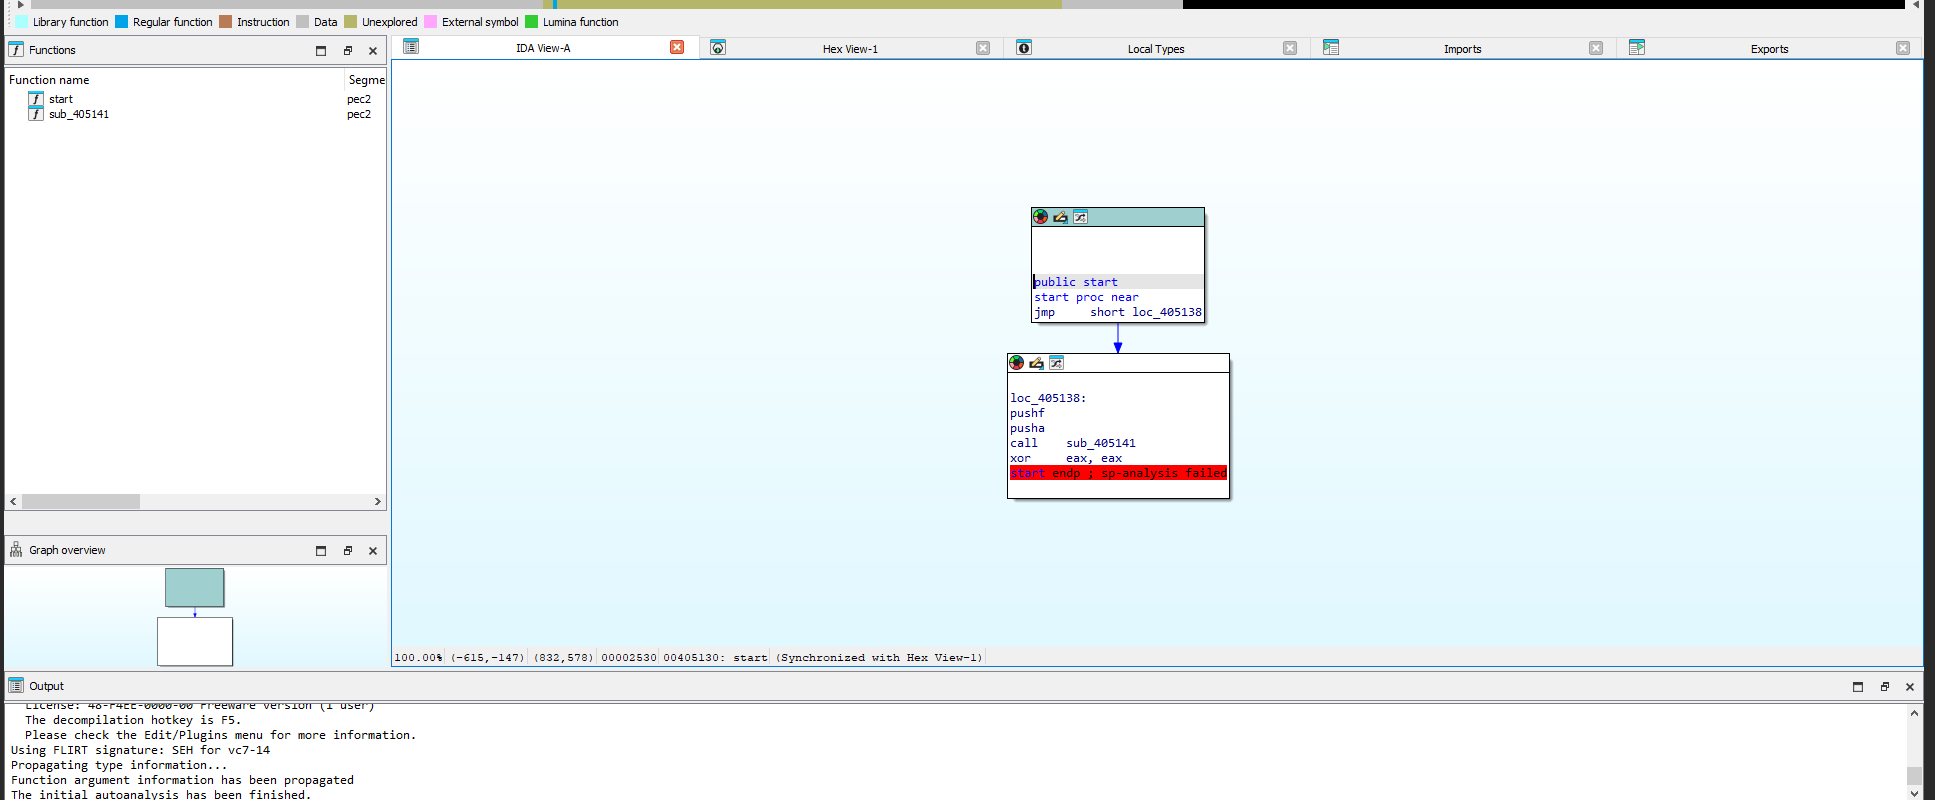 Library function Regular function Instruction Data Unexplored External symbol Lumina function
Functions
Function name Segme
start pec2
sub_405141 pec2
Graph overview
IDA View-A Hex View-1 Local Types Imports Exports
public start
start proc near
jmp short loc_405138
loc_405138:
pushf
pusha
call sub_405141
xor eax, eax
start endp ; sp-analysis failed
100.00% (-615,-147) (832,578) 00002530 00405130: start (Synchronized with Hex View-1)
Output
License: 48-F4EE-0000-00 Freeware version (1 user)
The decompilation hotkey is F5.
Please check the Edit/Plugins menu for more information.
Using FLIRT signature: SEH for vc7-14
Propagating type information...
Function argument information has been propagated
The initial autoanalysis has been finished.